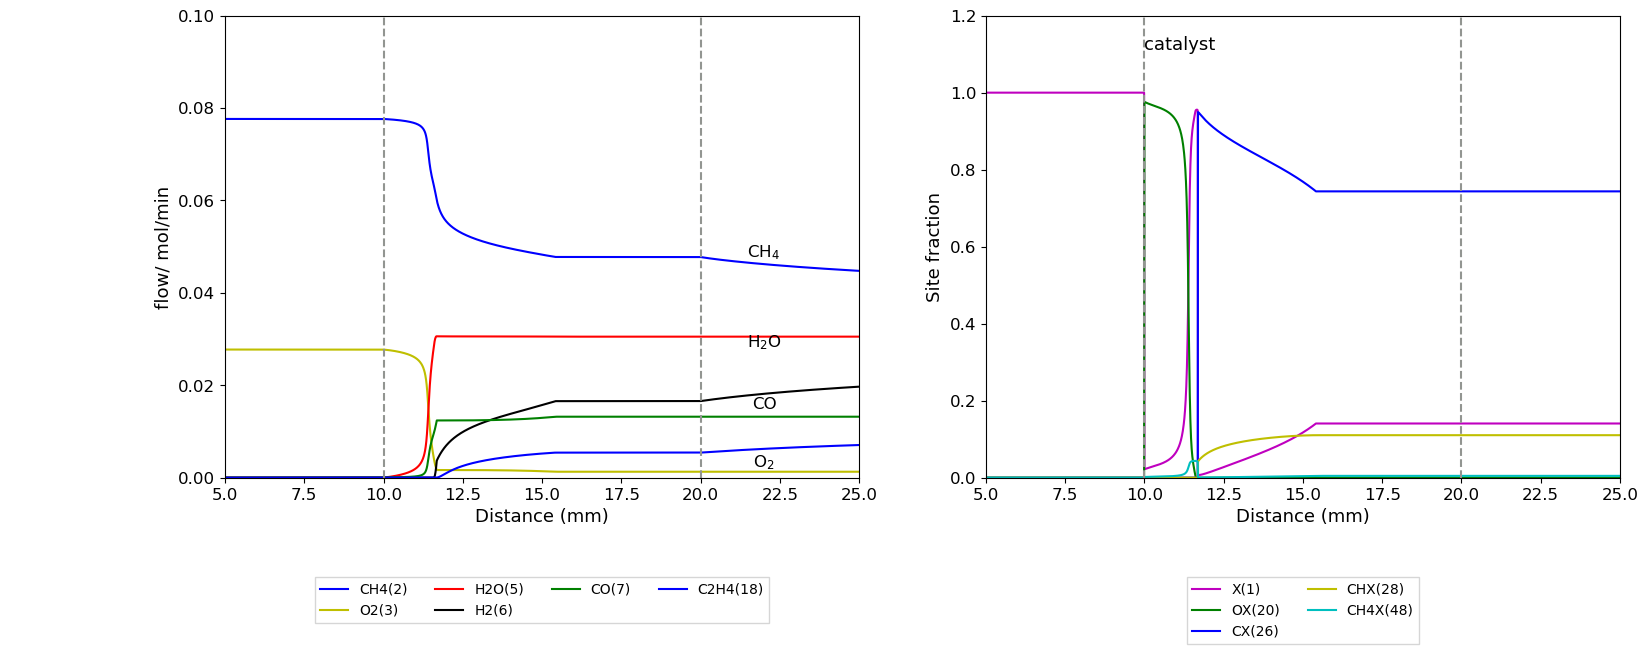 0.10
0.08
0.06
0.04
0.02
0.00
flow/ mol/min
CH4
H2O
CO
O2
5.0 7.5 10.0 12.5 15.0 17.5 20.0 22.5 25.0
Distance (mm)
CH4(2) H2O(5) CO(7) C2H4(18)
O2(3) H2(6)
1.2
1.0
0.8
0.6
0.4
0.2
0.0
Site fraction
catalyst
5.0 7.5 10.0 12.5 15.0 17.5 20.0 22.5 25.0
Distance (mm)
X(1) CHX(28)
OX(20) CH4X(48)
CX(26)